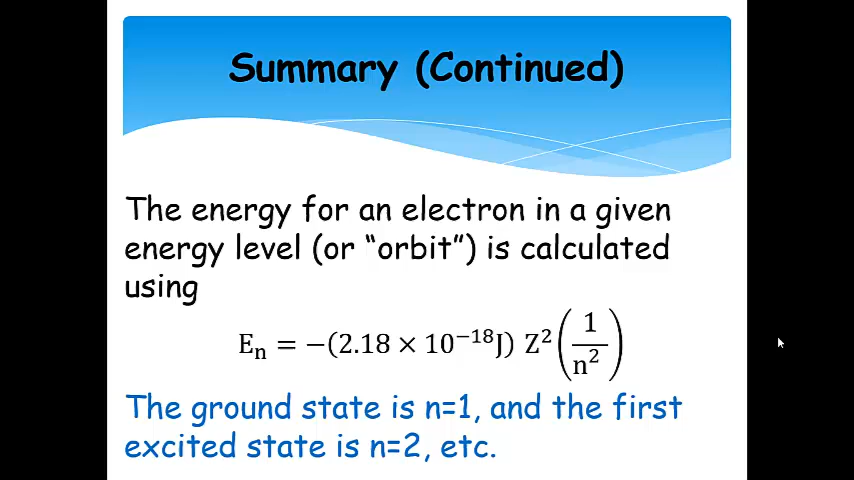 Summary (Continued)
The energy for an electron in a given
energy level (or “orbit”) is calculated
using
Eₙ = −(2.18 × 10⁻¹⁸J) Z² (1/n²)
The ground state is n=1, and the first
excited state is n=2, etc.